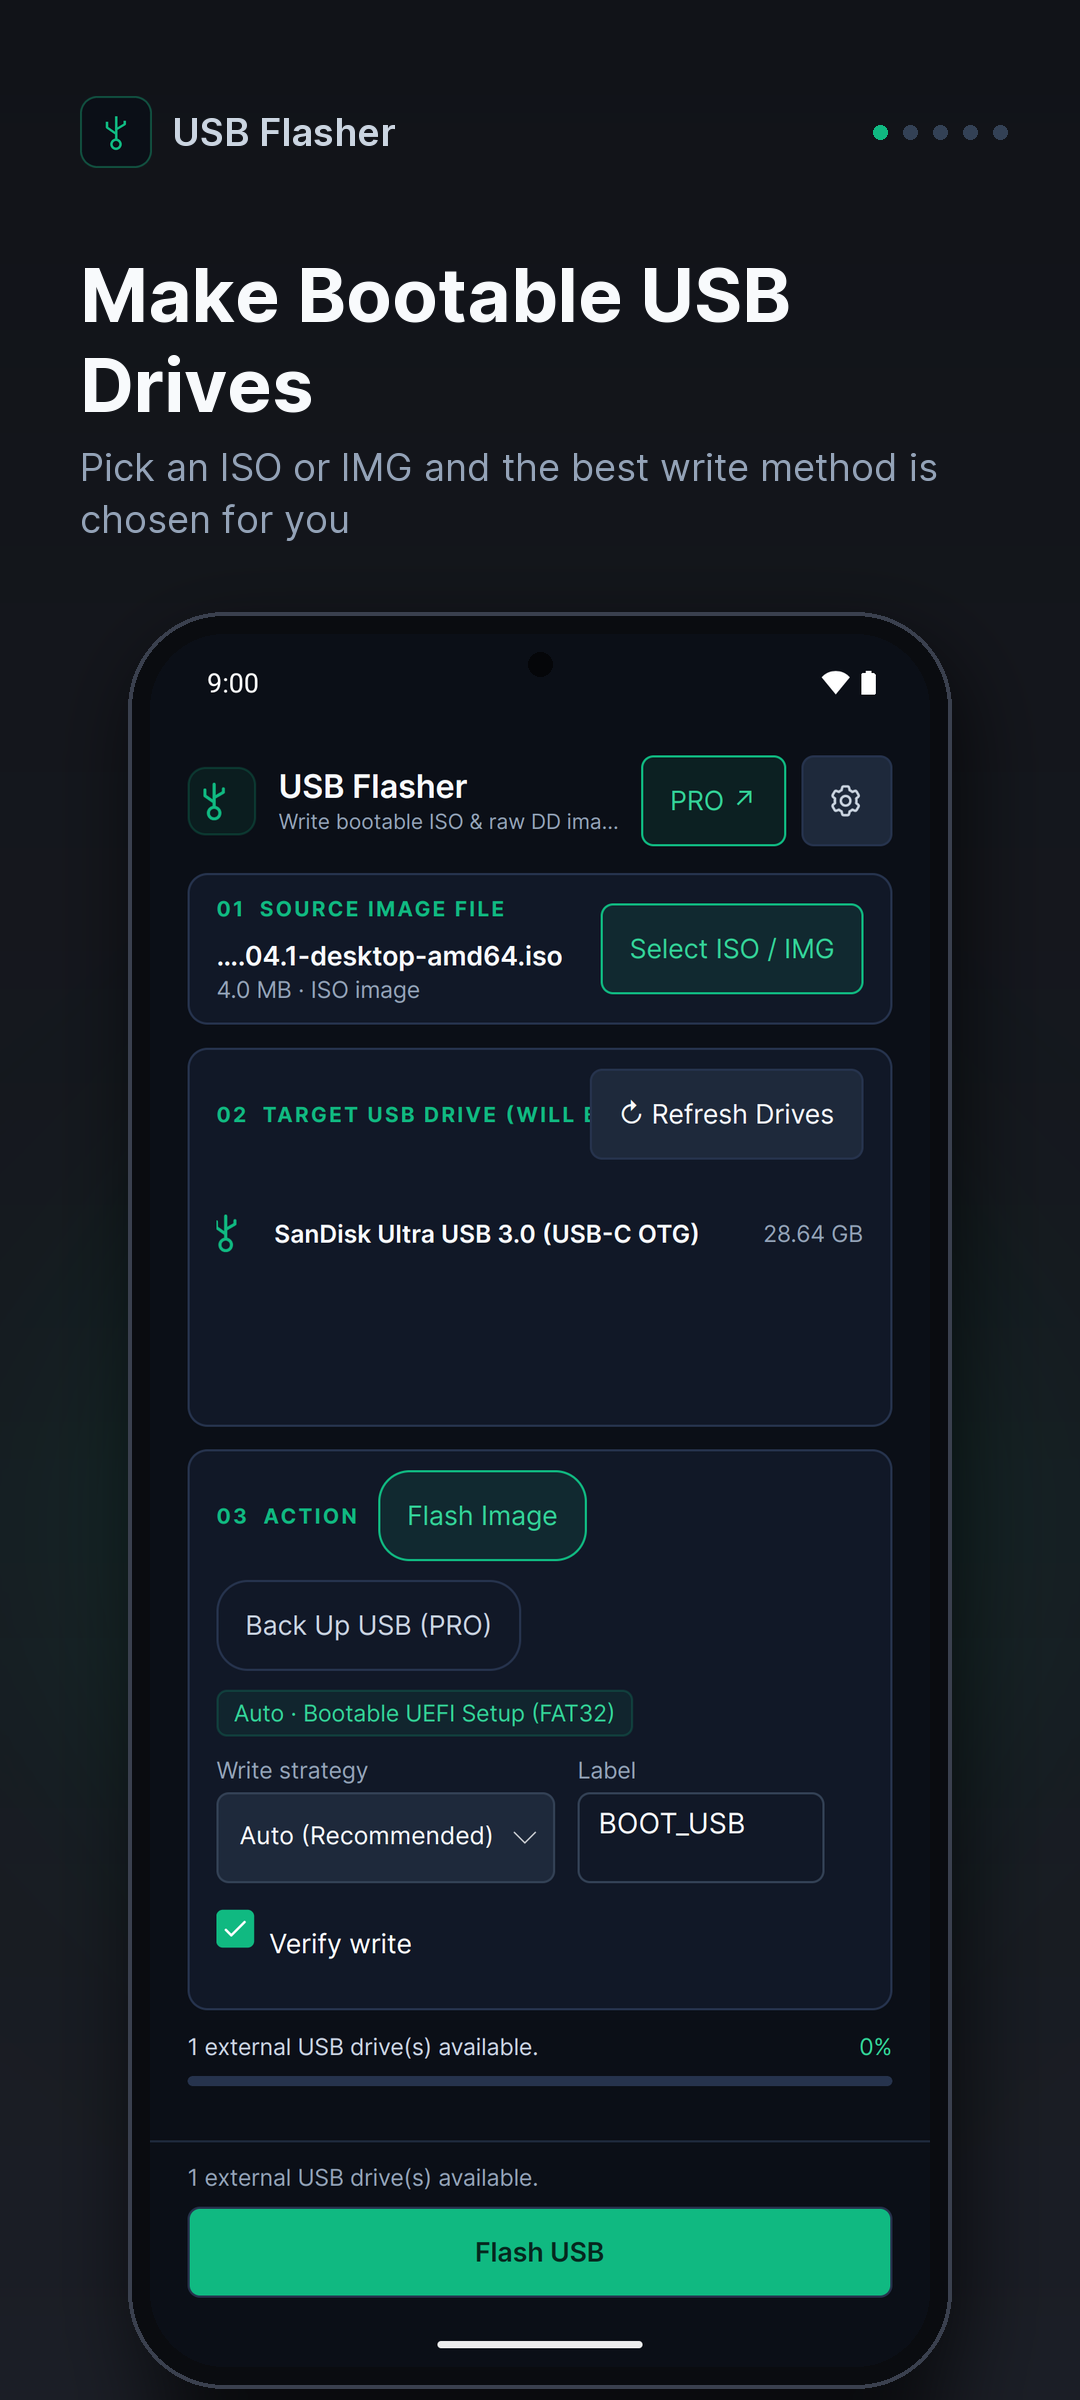 USB Flasher
Make Bootable USB
Drives
Pick an ISO or IMG and the best write method is
chosen for you
9:00
USB Flasher
Write bootable ISO & raw DD ima...
PRO ↗
01 SOURCE IMAGE FILE
....04.1-desktop-amd64.iso
4.0 MB · ISO image
Select ISO / IMG
02 TARGET USB DRIVE (WILL
↻ Refresh Drives
SanDisk Ultra USB 3.0 (USB-C OTG)
28.64 GB
03 ACTION
Flash Image
Back Up USB (PRO)
Auto · Bootable UEFI Setup (FAT32)
Write strategy
Label
Auto (Recommended)
BOOT_USB
Verify write
1 external USB drive(s) available.
0%
1 external USB drive(s) available.
Flash USB